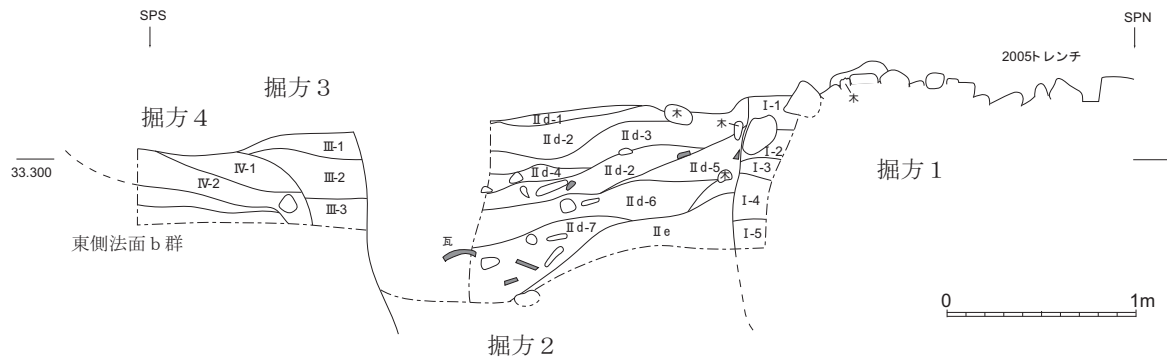 SPS
SPN
2005トレンチ
掘方3
掘方4
木
I-1
木
木
Ⅱd-1
Ⅱd-2
Ⅱd-3
Ⅲ-1
Ⅳ-1
Ⅲ-2
Ⅱd-4
Ⅱd-2
Ⅱd-5
I-2
I-3
33.300
掘方1
木
Ⅳ-2
Ⅲ-3
Ⅱd-6
I-4
Ⅱd-7
Ⅱe
I-5
東側法面b群
瓦
0
1m
掘方2